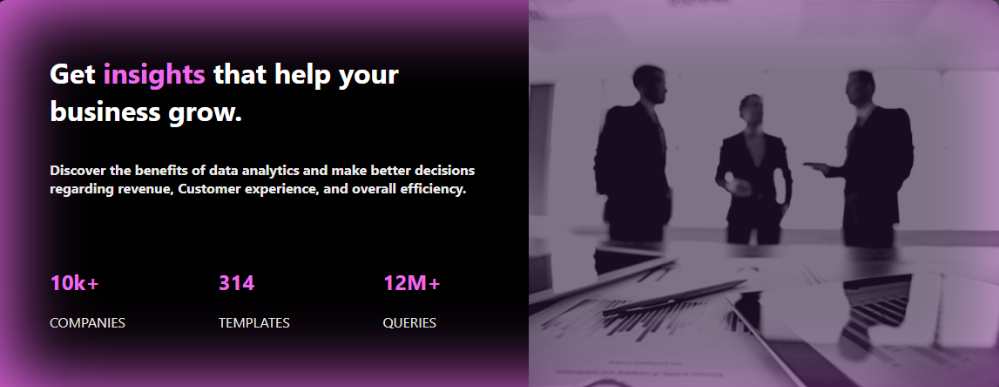 Get insights that help your
business grow.
Discover the benefits of data analytics and make better decisions
regarding revenue, Customer experience, and overall efficiency.
10k+
314
12M+
COMPANIES
TEMPLATES
QUERIES